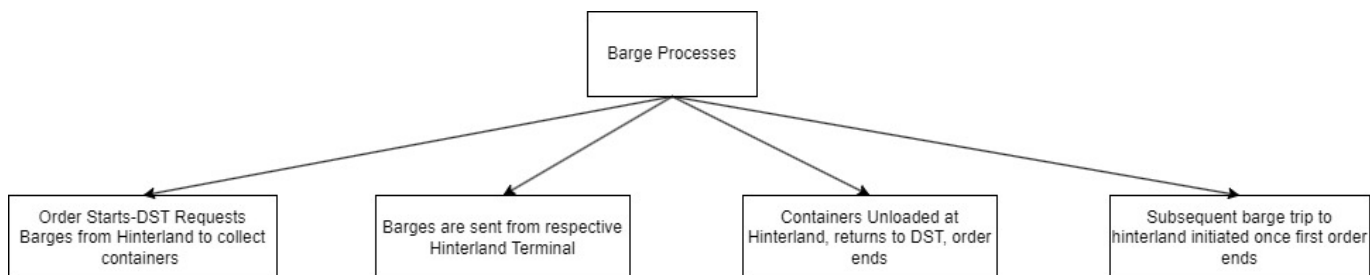 Barge Processes
Order Starts-DST Requests
Barges from Hinterland to collect
containers
Barges are sent from respective
Hinterland Terminal
Containers Unloaded at
Hinterland, returns to DST, order
ends
Subsequent barge trip to
hinterland initiated once first order
ends